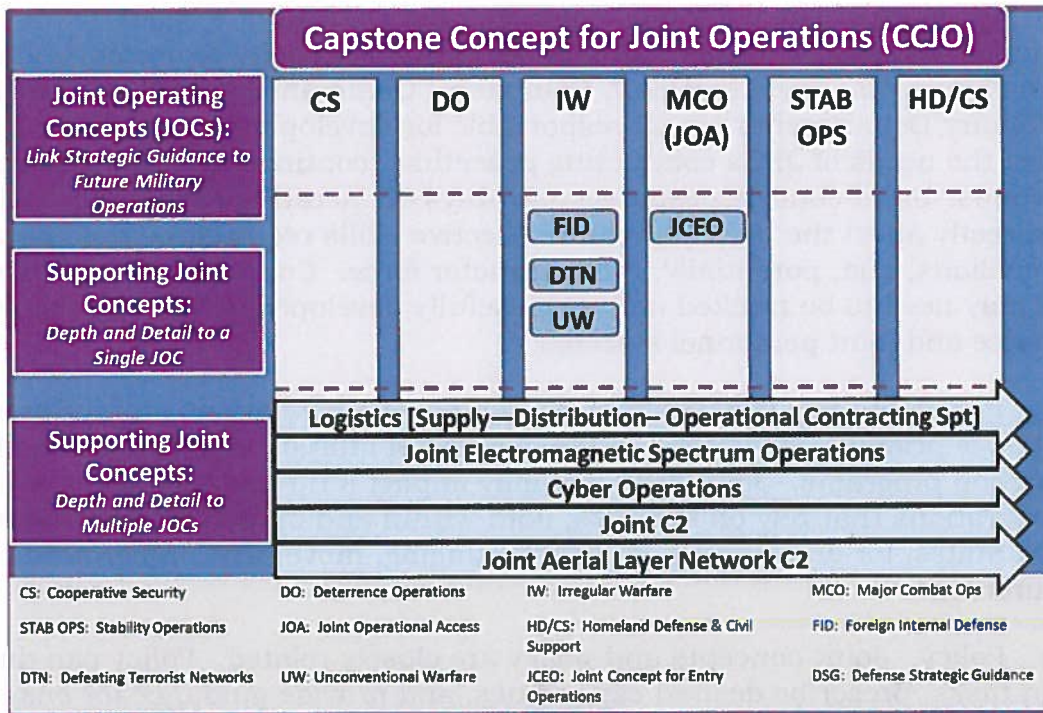 Capstone Concept for Joint Operations (CCJO)
Joint Operating
Concepts (JOCs):
Link Strategic Guidance to
Future Military
Operations
CS
DO
IW
MCO
(JOA)
STAB
OPS
HD/CS
Supporting Joint
Concepts:
Depth and Detail to a
Single JOC
FID
JCEO
DTN
UW
Supporting Joint
Concepts:
Depth and Detail to
Multiple JOCs
Logistics [Supply—Distribution– Operational Contracting Spt]
Joint Electromagnetic Spectrum Operations
Cyber Operations
Joint C2
Joint Aerial Layer Network C2
CS: Cooperative Security
DO: Deterrence Operations
IW: Irregular Warfare
MCO: Major Combat Ops
STAB OPS: Stability Operations
JOA: Joint Operational Access
HD/CS: Homeland Defense & Civil
Support
FID: Foreign Internal Defense
DTN: Defeating Terrorist Networks
UW: Unconventional Warfare
JCEO: Joint Concept for Entry
Operations
DSG: Defense Strategic Guidance